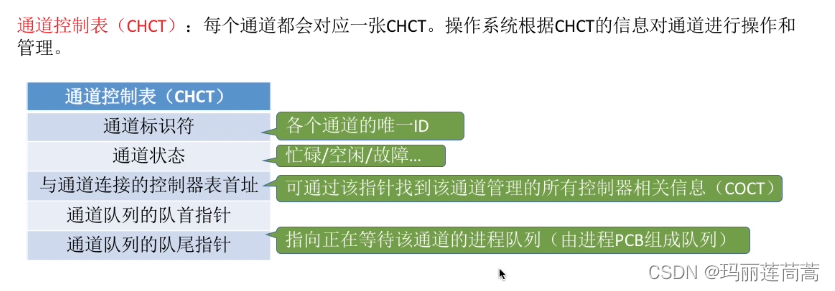 通道控制表（CHCT）：每个通道都会对应一张CHCT。操作系统根据CHCT的信息对通道进行操作和
管理。
通道控制表（CHCT）
通道标识符
各个通道的唯一ID
通道状态
忙碌/空闲/故障...
与通道连接的控制器表首址
可通过该指针找到该通道管理的所有控制器相关信息（COCT）
通道队列的队首指针
通道队列的队尾指针
指向正在等待该通道的进程队列（由进程PCB组成队列）
CSDN @玛丽莲茼蒿